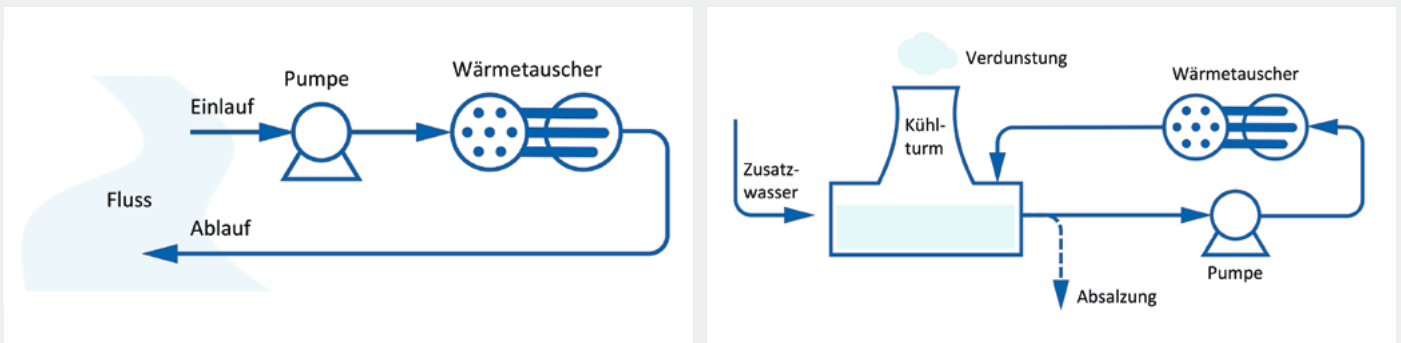 Pumpe
Wärmetauscher
Einlauf
Fluss
Ablauf
Verdunstung
Wärmetauscher
Kühl-
turm
Zusatz-
wasser
Pumpe
Absalzung